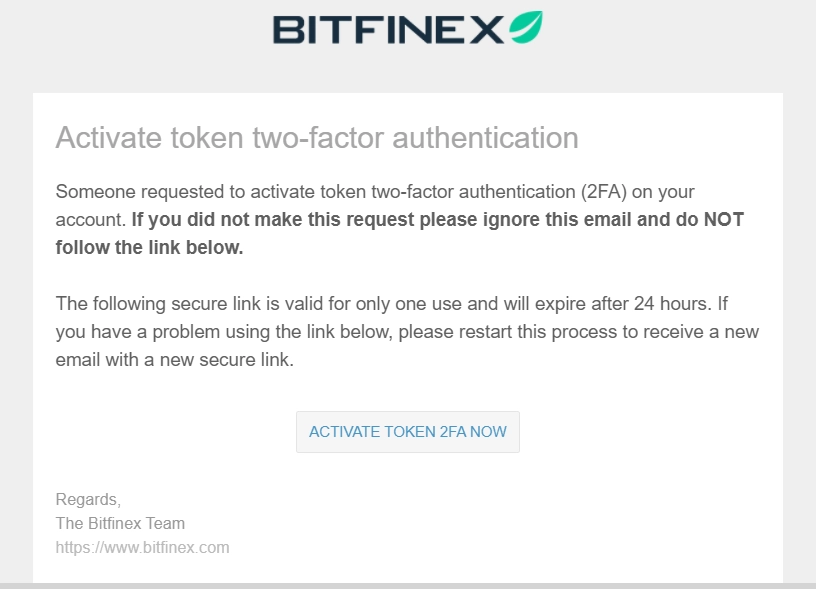 BITFINEX
Activate token two-factor authentication
Someone requested to activate token two-factor authentication (2FA) on your
account. If you did not make this request please ignore this email and do NOT
follow the link below.
The following secure link is valid for only one use and will expire after 24 hours. If
you have a problem using the link below, please restart this process to receive a new
email with a new secure link.
ACTIVATE TOKEN 2FA NOW
Regards,
The Bitfinex Team
https://www.bitfinex.com